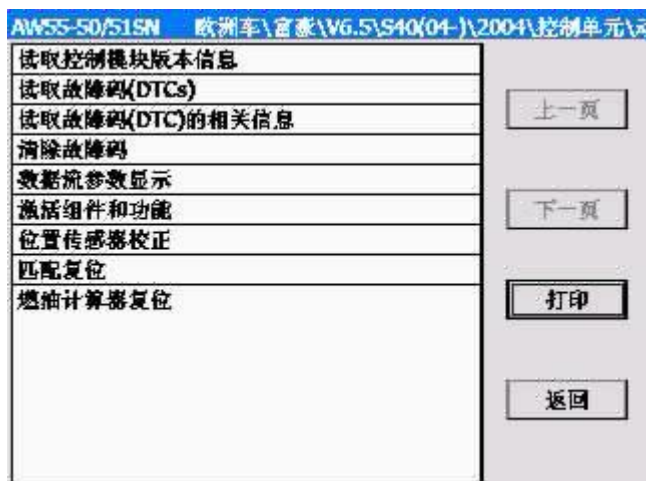 AW55-50/51SN 欧洲车\富豪\V6.5\S40(04-)\2004\控制单元\
读取控制模块版本信息
读取故障码(DTCs)
读取故障码(DTC)的相关信息
清除故障码
数据流参数显示
激活组件和功能
位置传感器校正
匹配复位
燃油计算器复位
上一页
下一页
打印
返回